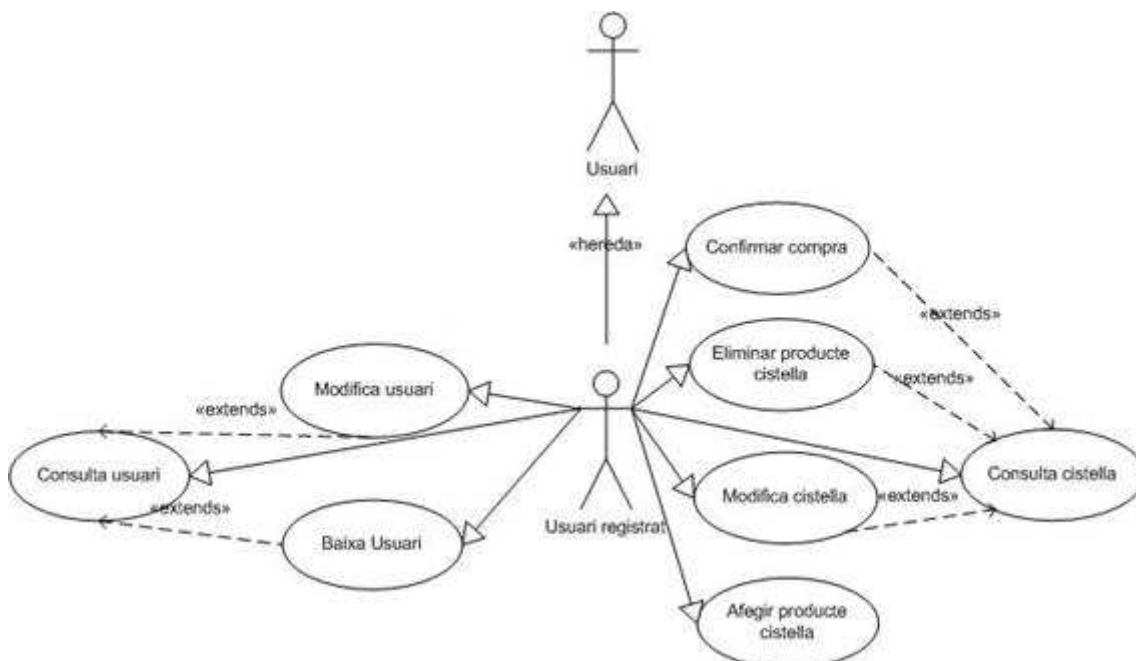 Usuari
«hereda»
Confirmar compra
«extends»
Eliminar producte
cistella
«extends»
Modifica usuari
«extends»
Consulta usuari
«extends»
Baixa Usuari
Usuari registrat
Modifica cistella
«extends»
Consulta cistella
Afegir producte
cistella